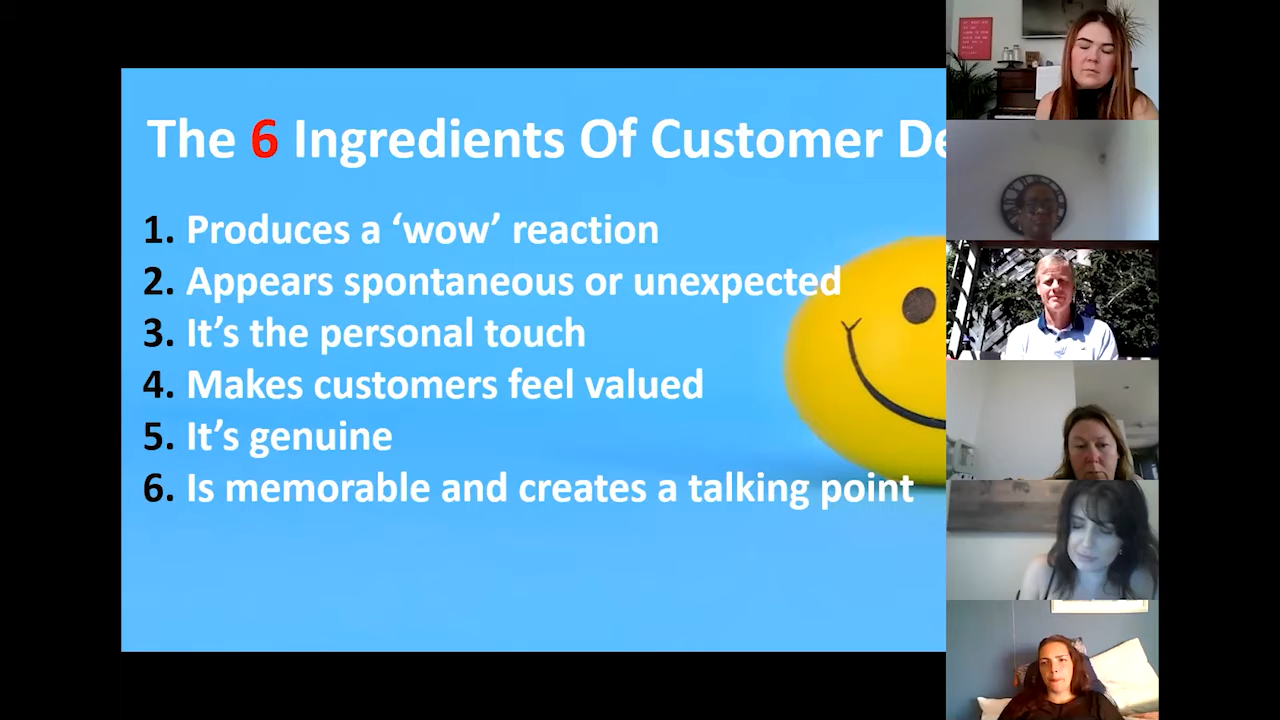 The 6 Ingredients Of Customer De
1. Produces a ‘wow’ reaction
2. Appears spontaneous or unexpected
3. It’s the personal touch
4. Makes customers feel valued
5. It’s genuine
6. Is memorable and creates a talking point